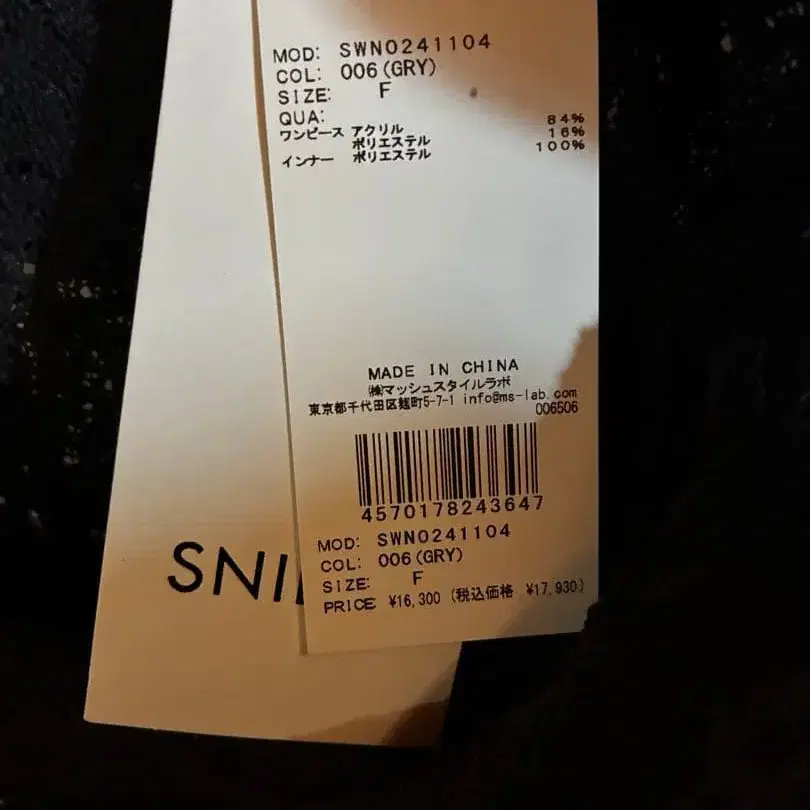 MOD: SWN0241104
COL: 006(GRY)
SIZE: F
QUA:
ワンピース アクリル 84%
ポリエステル 16%
インナー ポリエステル 100%
MADE IN CHINA
㈱マッシュスタイルラボ
東京都千代田区麹町5-7-1 info@ms-lab.com
006506
4570178243647
MOD: SWN0241104
COL: 006(GRY)
SIZE: F
PRICE: ¥16,300 (税込価格 ¥17,930)
SNI